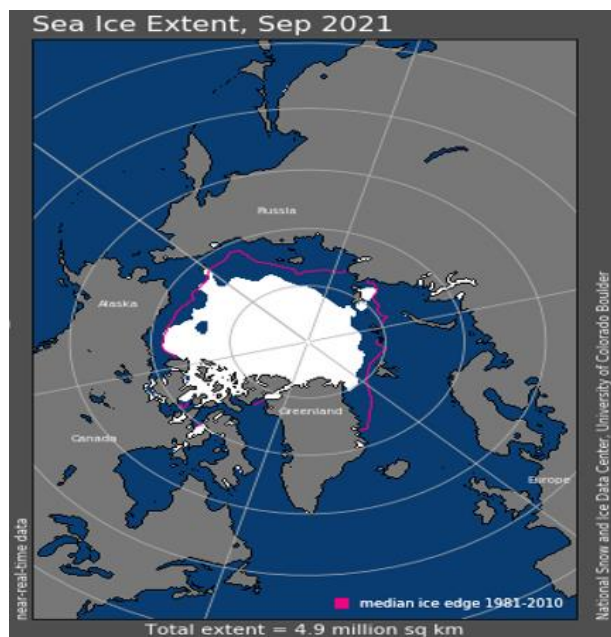 Sea Ice Extent, Sep 2021
Russia
Alaska
Greenland
Canada
Europe
near-real-time data
National Snow and Ice Data Center, University of Colorado Boulder
median ice edge 1981-2010
Total extent = 4.9 million sq km